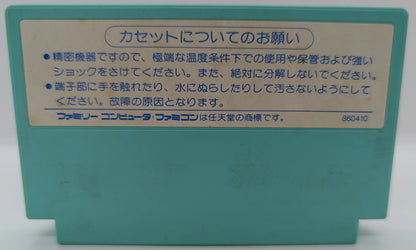 カセットについてのお願い
●精密機器ですので、極端な温度条件下での使用や保管および強い
ショックをさけてください。また、絶対に分解しないでください。
●端子部に手を触れたり、水にぬらしたりして汚さないようにして
ください。故障の原因となります。
ファミリー コンピュータ・ファミコンは任天堂の商標です。 860410